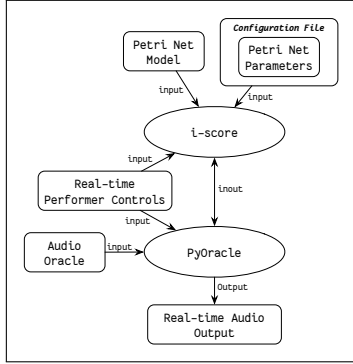 Configuration File
Petri Net
Model
Petri Net
Parameters
input
input
i-score
input
Real-time
Performer Controls
inout
input
Audio
Oracle
input
PyOracle
Output
Real-time Audio
Output